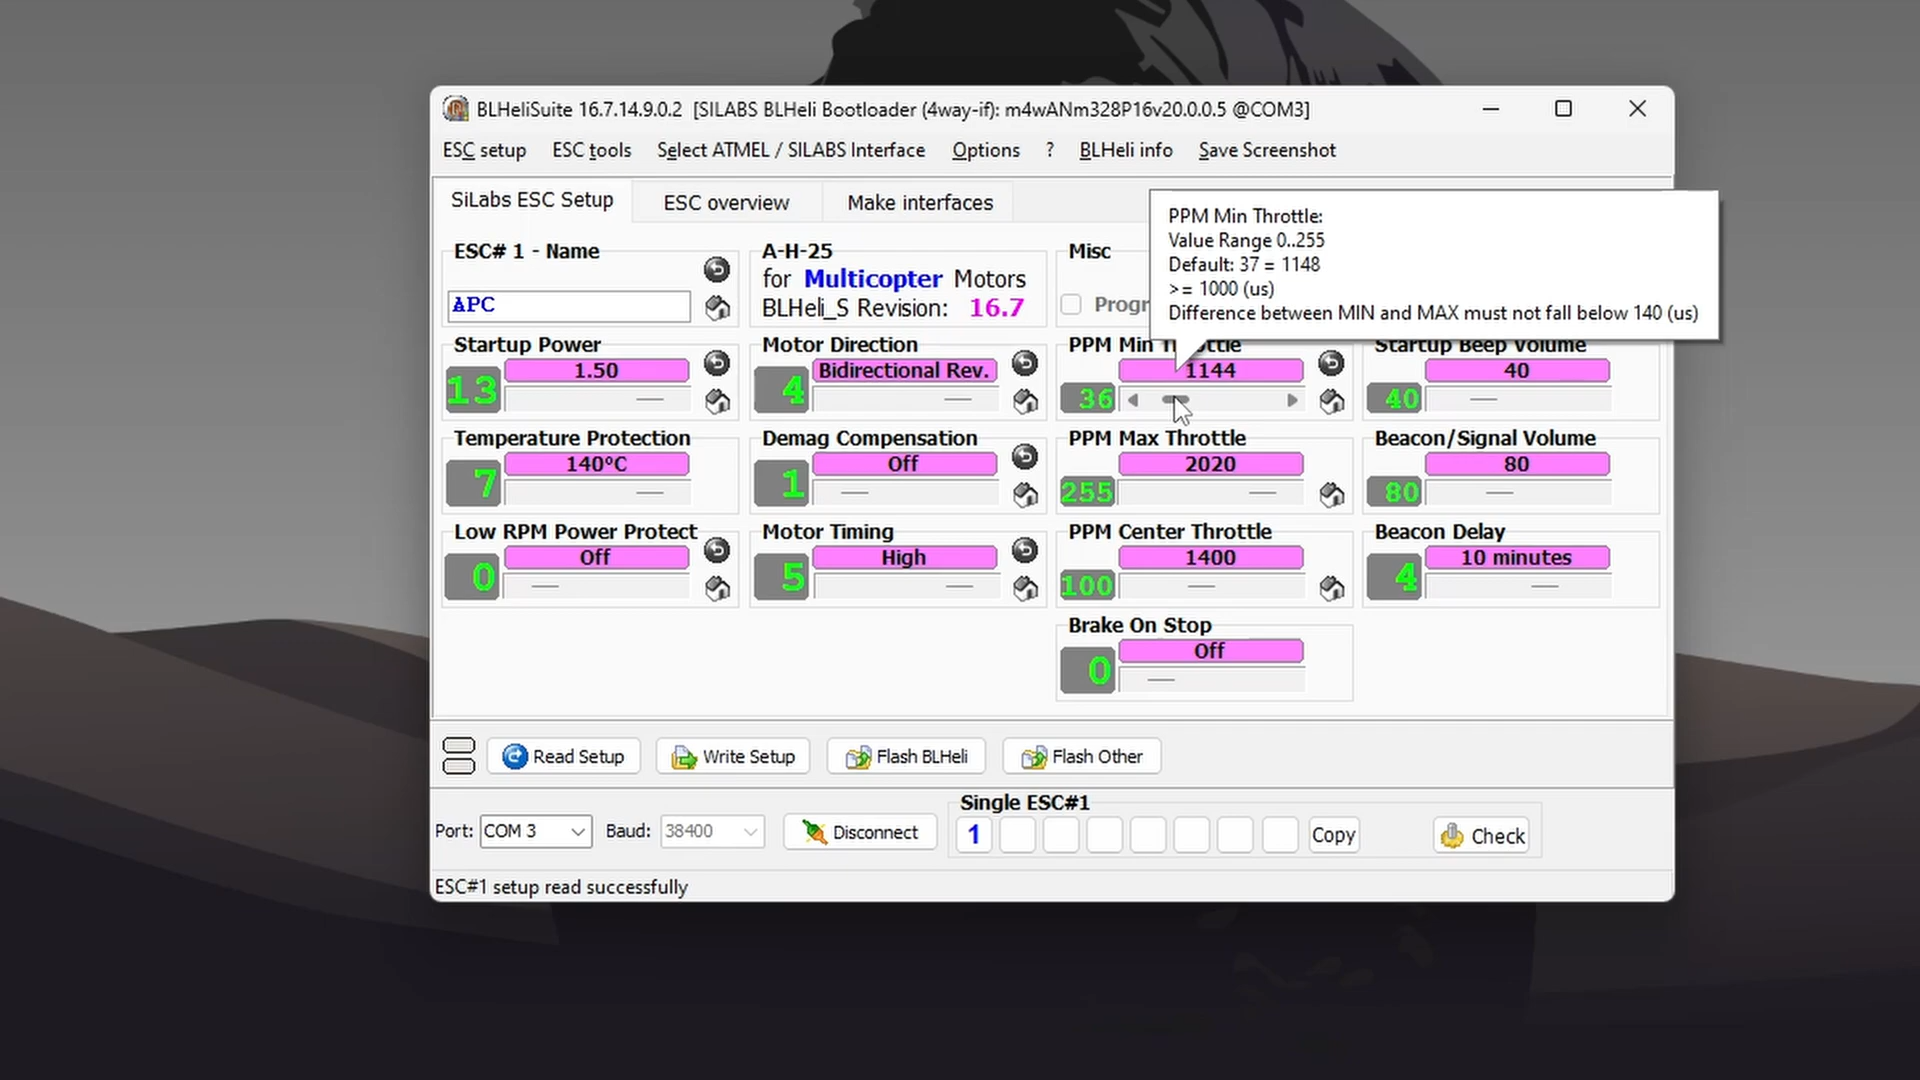 BLHeliSuite 16.7.14.9.0.2 [SILABS BLHeli Bootloader (4way-if): m4wANm328P16v20.0.0.5 @COM3]
ESC setup ESC tools Select ATMEL / SILABS Interface Options ? BLHeli info Save Screenshot
SiLabs ESC Setup ESC overview Make interfaces
PPM Min Throttle:
Value Range 0..255
Default: 37 = 1148
>= 1000 (us)
Difference between MIN and MAX must not fall below 140 (us)
ESC# 1 - Name
APC
A-H-25
for Multicopter Motors
BLHeli_S Revision: 16.7
Misc
Progr
Startup Power
1.50
13
Motor Direction
Bidirectional Rev.
4
PPM Min Throttle
1144
36
Startup Beep Volume
40
40
Temperature Protection
140°C
7
Demag Compensation
Off
1
PPM Max Throttle
2020
255
Beacon/Signal Volume
80
80
Low RPM Power Protect
Off
0
Motor Timing
High
5
PPM Center Throttle
1400
100
Beacon Delay
10 minutes
4
Brake On Stop
Off
0
Read Setup Write Setup Flash BLHeli Flash Other
Single ESC#1
Port: COM 3 Baud: 38400 Disconnect 1 Copy Check
ESC#1 setup read successfully